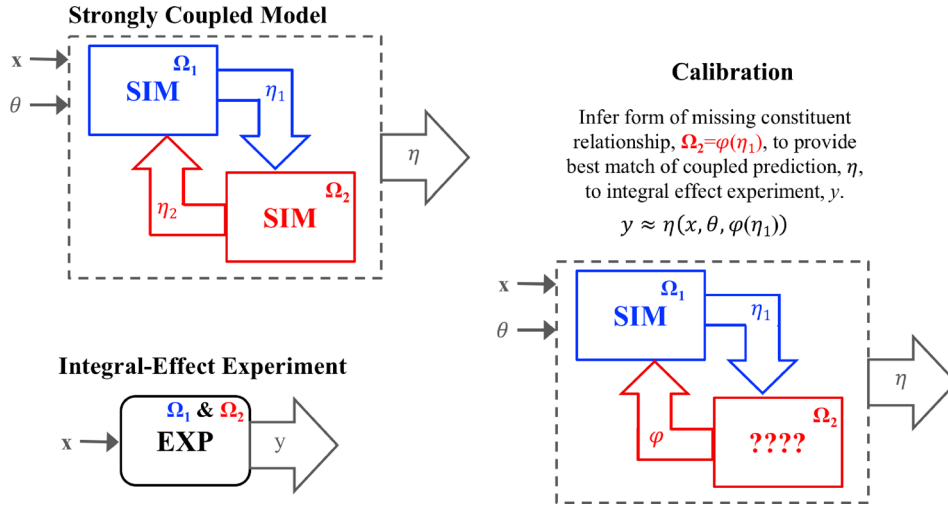 Strongly Coupled Model
x
θ
Ω₁
SIM
η₁
η
Ω₂
η₂
SIM
Integral-Effect Experiment
Ω₁ & Ω₂
x
EXP
y
Calibration
Infer form of missing constituent
relationship, Ω₂=φ(η₁), to provide
best match of coupled prediction, η,
to integral effect experiment, y.
y ≈ η(x, θ, φ(η₁))
x
θ
Ω₁
SIM
η₁
η
Ω₂
φ
????